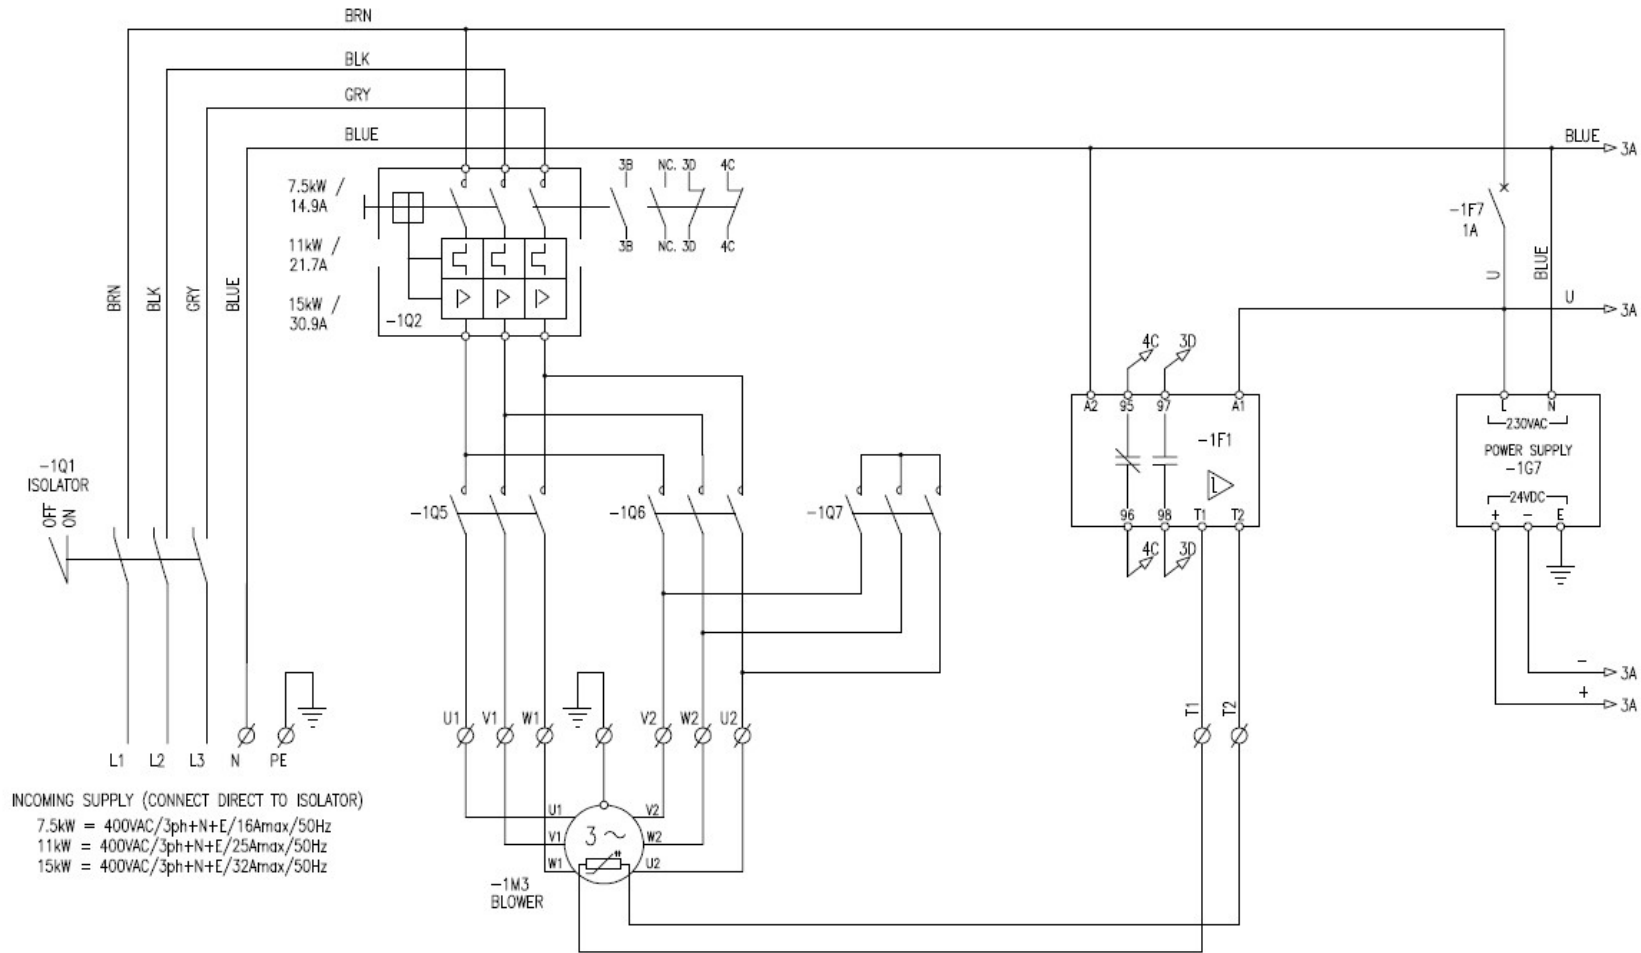 BRN
BLK
GRY
BLUE
BLUE
3A
7.5kW /
14.9A
11kW /
21.7A
15kW /
30.9A
-1Q2
3B NC. 3D 4C
3B NC. 3D 4C
-1F7
1A
U
BLUE
U
3A
BRN
BLK
GRY
BLUE
4C 3D
A2 95 97 A1
-1F1
96 98 T1 T2
4C 3D
L N
230VAC
POWER SUPPLY
-1G7
24VDC
+ - E
-1Q1
ISOLATOR
OFF
ON
-1Q5
-1Q6
-1Q7
- 3A
+ 3A
U1 V1 W1 V2 W2 U2
T1 T2
L1 L2 L3 N PE
INCOMING SUPPLY (CONNECT DIRECT TO ISOLATOR)
7.5kW = 400VAC/3ph+N+E/16Amax/50Hz
11kW = 400VAC/3ph+N+E/25Amax/50Hz
15kW = 400VAC/3ph+N+E/32Amax/50Hz
U1 V2
V1 3~ W2
W1 U2
-1M3
BLOWER